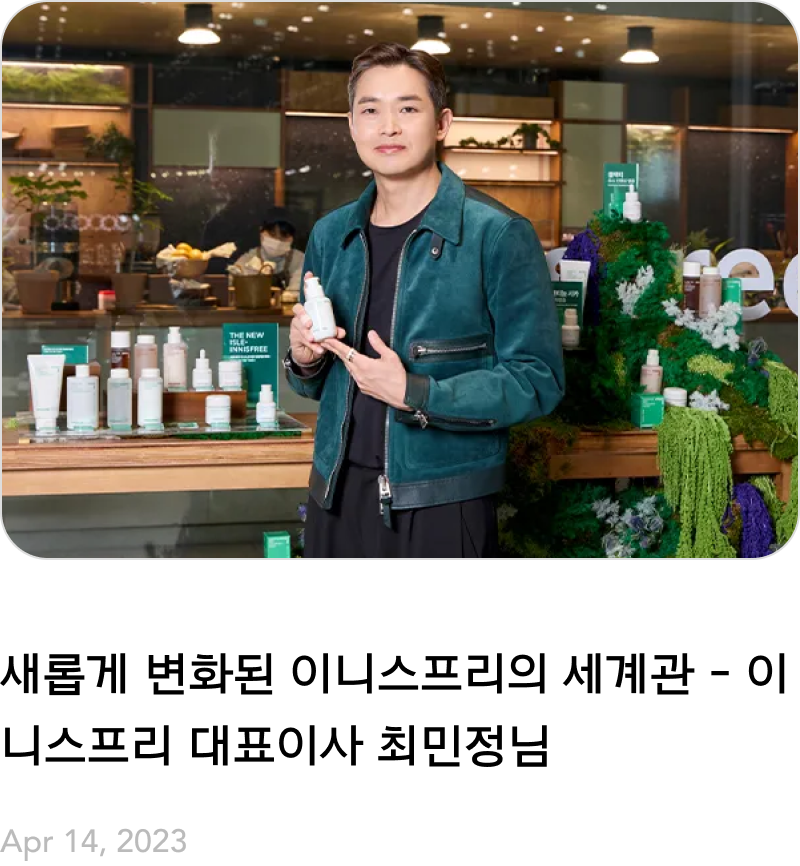 THE NEW
ISLE-
INNISFREE
새롭게 변화된 이니스프리의 세계관 - 이
니스프리 대표이사 최민정님
Apr 14, 2023